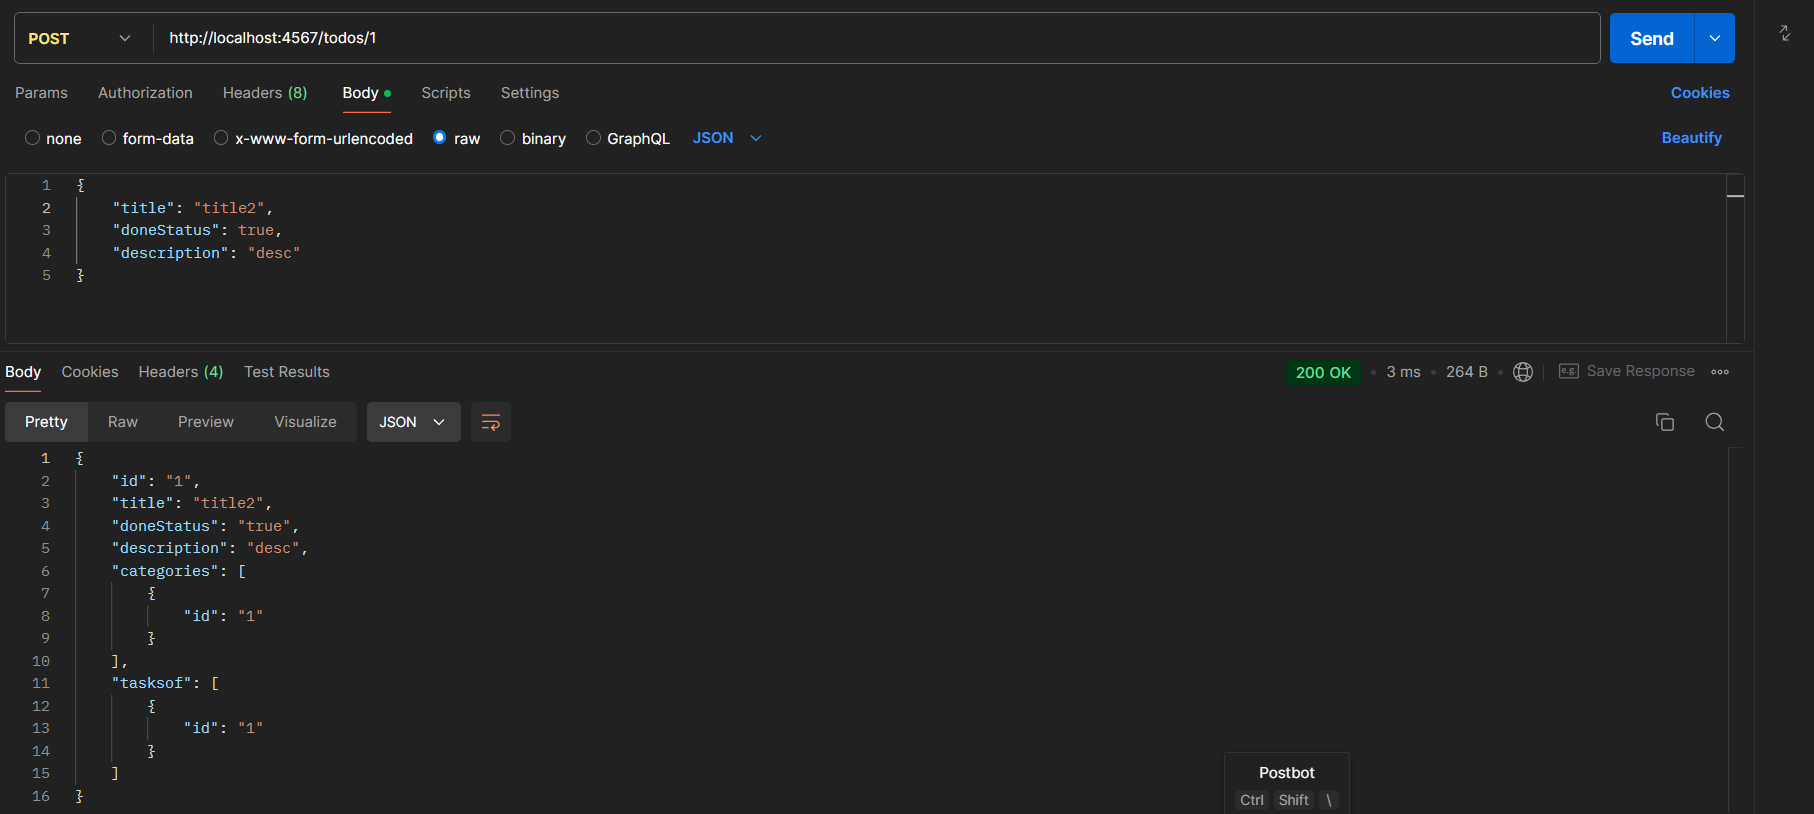 POST http://localhost:4567/todos/1 Send
Params Authorization Headers (8) Body Scripts Settings Cookies
none form-data x-www-form-urlencoded raw binary GraphQL JSON Beautify
1 {
2 "title": "title2",
3 "doneStatus": true,
4 "description": "desc"
5 }
Body Cookies Headers (4) Test Results 200 OK 3 ms 264 B e.g. Save Response
Pretty Raw Preview Visualize JSON
1 {
2 "id": "1",
3 "title": "title2",
4 "doneStatus": "true",
5 "description": "desc",
6 "categories": [
7 {
8 "id": "1"
9 }
10 ],
11 "tasksof": [
12 {
13 "id": "1"
14 }
15 ]
16 }
Postbot
Ctrl Shift \